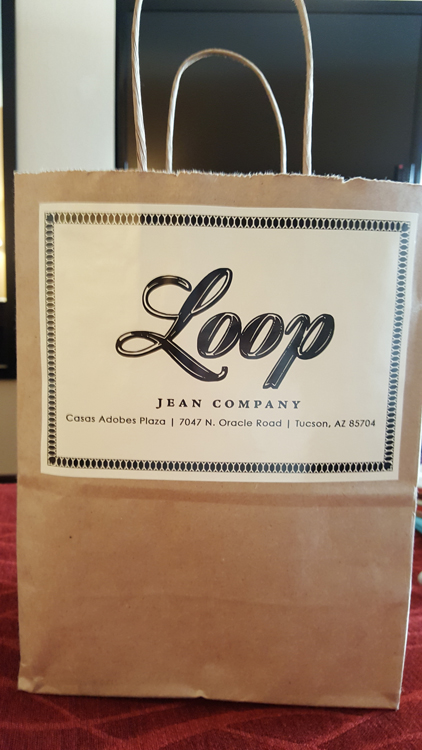 Loop
JEAN COMPANY
Casas Adobes Plaza | 7047 N. Oracle Road | Tucson, AZ 85704